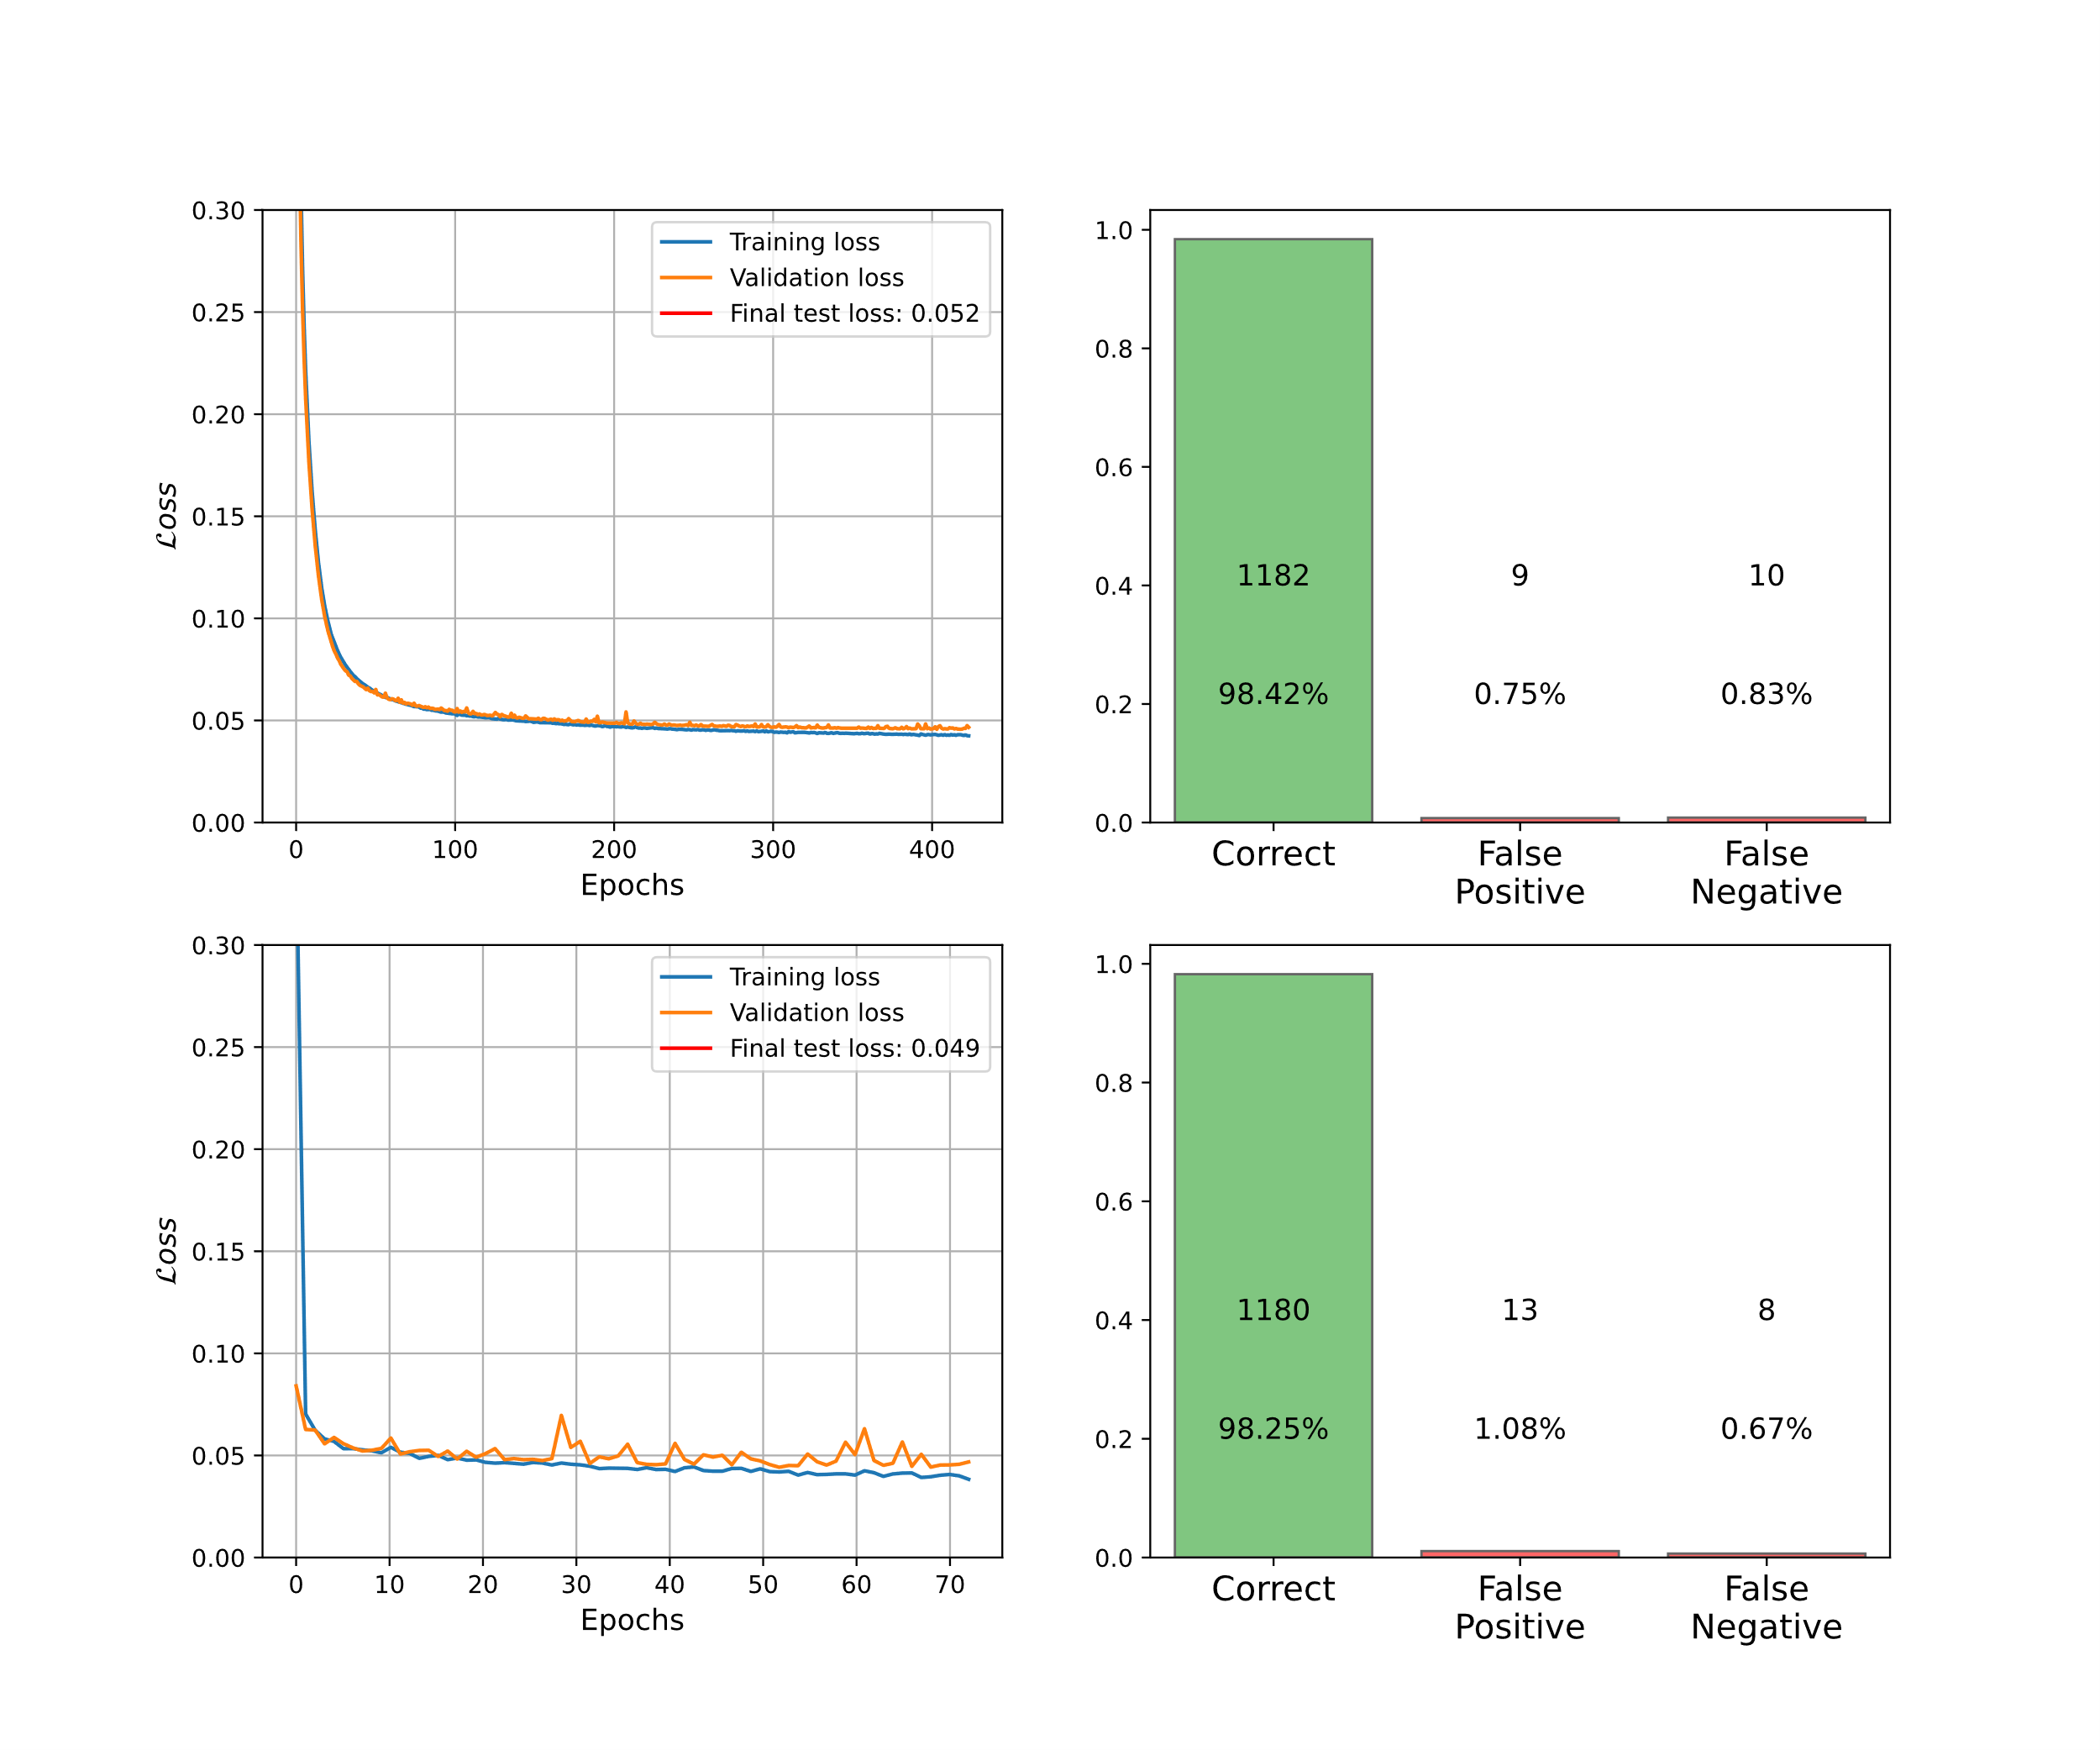 0.30
0.25
0.20
0.15
0.10
0.05
0.00
ℒoss
0 100 200 300 400
Epochs
Training loss
Validation loss
Final test loss: 0.052
1.0
0.8
0.6
0.4
0.2
0.0
1182 9 10
98.42% 0.75% 0.83%
Correct False False
Positive Negative
0.30
0.25
0.20
0.15
0.10
0.05
0.00
ℒoss
0 10 20 30 40 50 60 70
Epochs
Training loss
Validation loss
Final test loss: 0.049
1.0
0.8
0.6
0.4
0.2
0.0
1180 13 8
98.25% 1.08% 0.67%
Correct False False
Positive Negative